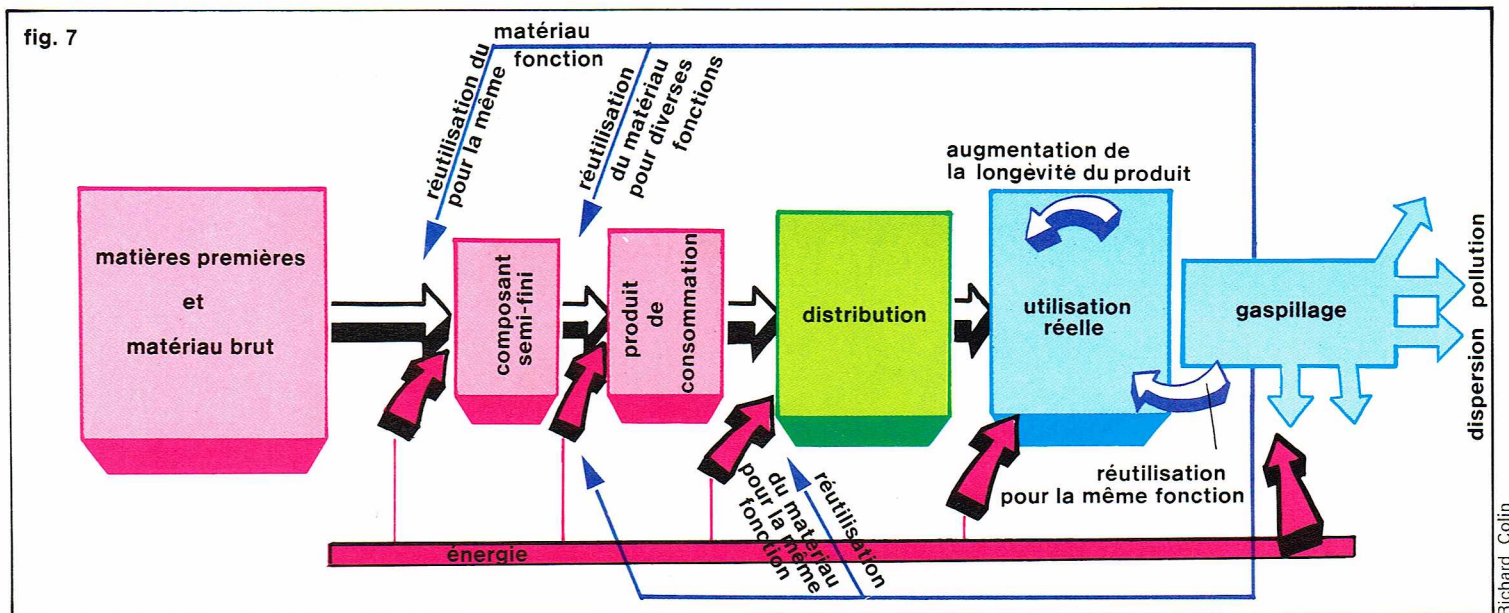 fig. 7
matériau
fonction
réutilisation du
pour la même
réutilisation
du matériau
pour diverses
fonctions
augmentation de
la longévité du produit
matières premières
et
matériau brut
composant
semi-fini
produit
de
consommation
distribution
utilisation
réelle
gaspillage
pollution
dispersion
réutilisation
pour la même fonction
réutilisation
du materiau
pour la même
fonction
énergie
Richard Colin